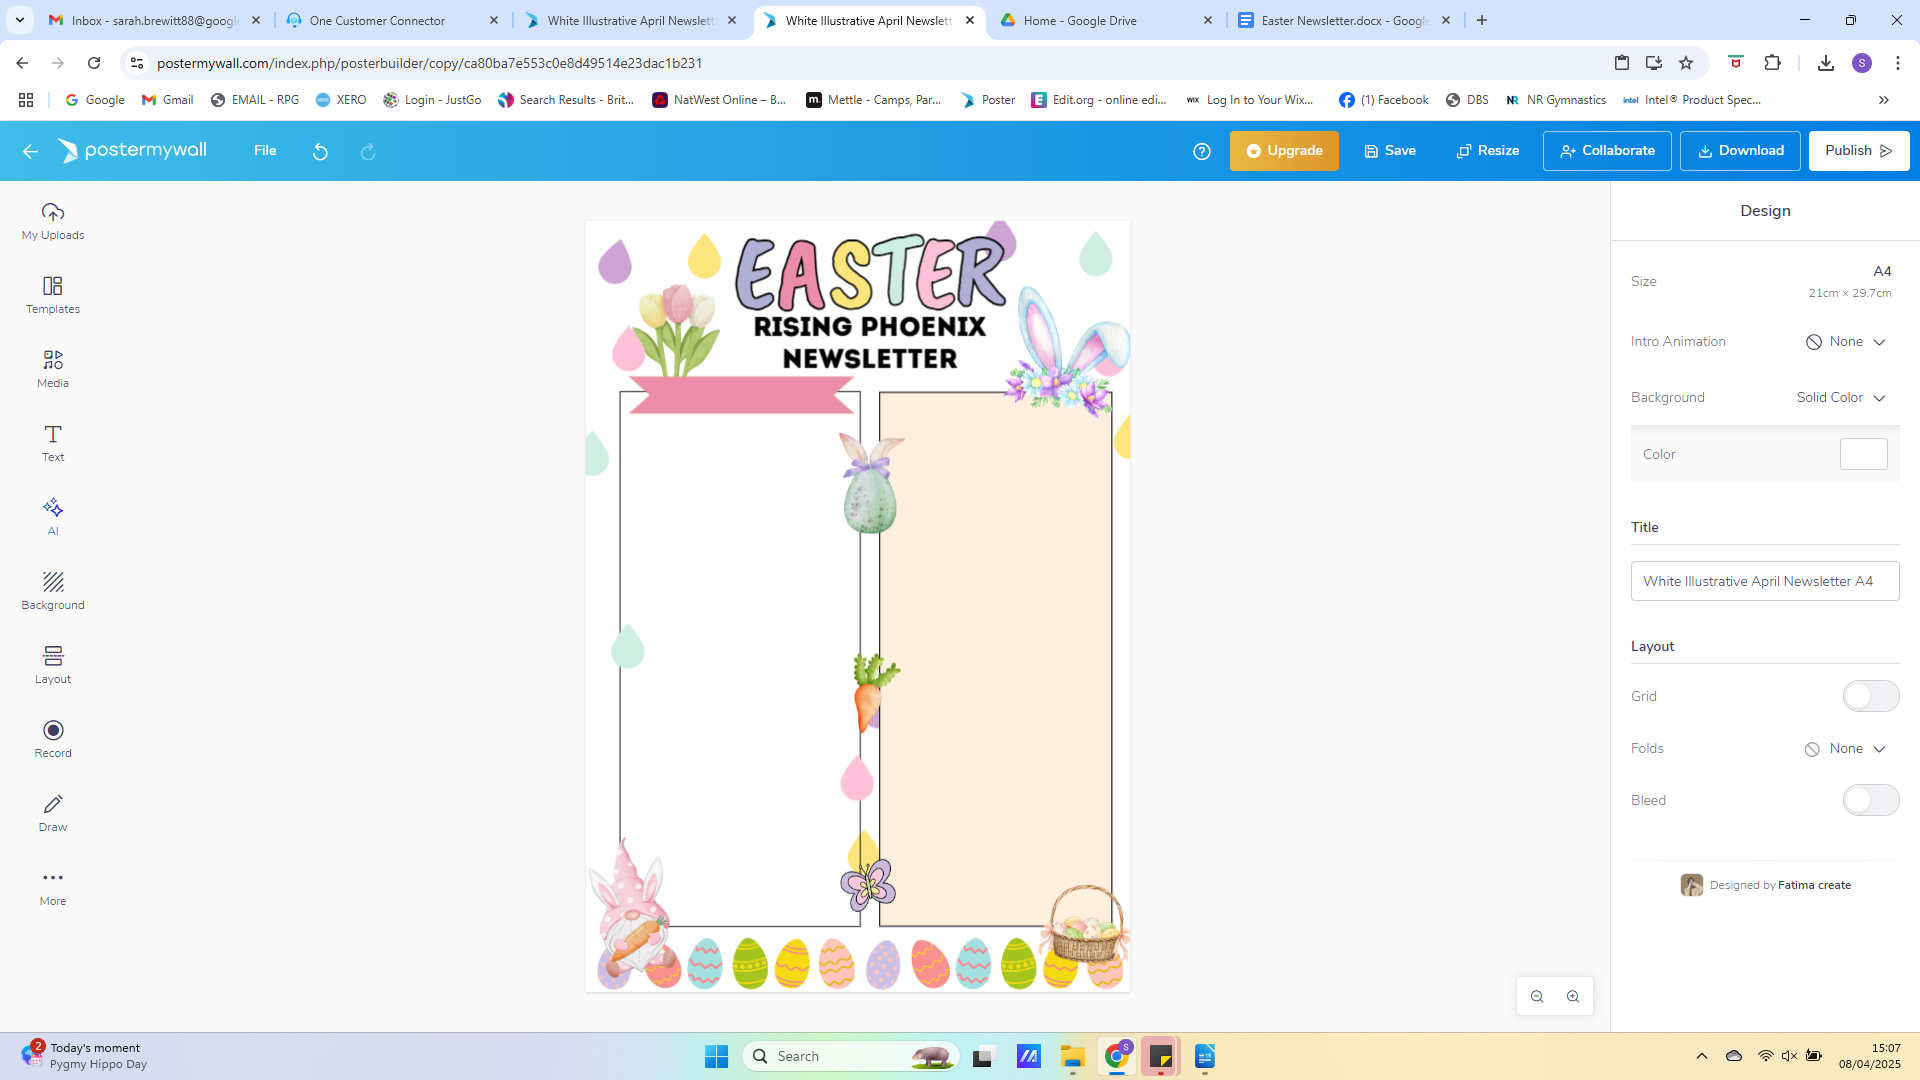 Inbox - sarah.brewitt88@googl
One Customer Connector
White Illustrative April Newslett
White Illustrative April Newslett
Home - Google Drive
Easter Newsletter.docx - Google
postermywall.com/index.php/posterbuilder/copy/ca80ba7e553c0e8d49514e23dac1b231
S
Google
Gmail
EMAIL - RPG
XERO
Login - JustGo
Search Results - Brit...
NatWest Online – B...
Mettle - Camps, Par...
Poster
Edit.org - online edi...
WIX Log In to Your Wix...
(1) Facebook
DBS
NR NR Gymnastics
intel Intel® Product Spec...
postermywall
File
Upgrade
Save
Resize
Collaborate
Download
Publish
My Uploads
Templates
Media
Text
AI
Background
Layout
Record
Draw
More
EASTER
RISING PHOENIX
NEWSLETTER
Design
Size
A4
21cm × 29.7cm
Intro Animation
None
Background
Solid Color
Color
Title
White Illustrative April Newsletter A4
Layout
Grid
Folds
None
Bleed
Designed by Fatima create
2
Today's moment
Pygmy Hippo Day
Search
S
15:07
08/04/2025